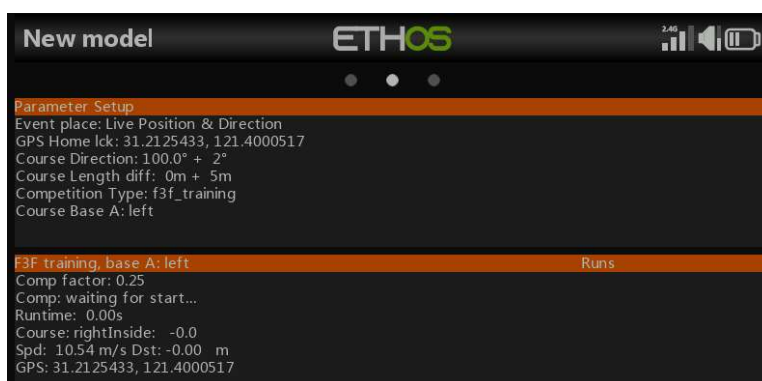 New model
ETHOS
2.4G
Parameter Setup
Event place: Live Position & Direction
GPS Home lck: 31.2125433, 121.4000517
Course Direction: 100.0° + 2°
Course Length diff: 0m + 5m
Competition Type: f3f_training
Course Base A: left
F3F training, base A: left Runs
Comp factor: 0.25
Comp: waiting for start...
Runtime: 0.00s
Course: rightInside: -0.0
Spd: 10.54 m/s Dst: -0.00 m
GPS: 31.2125433, 121.4000517